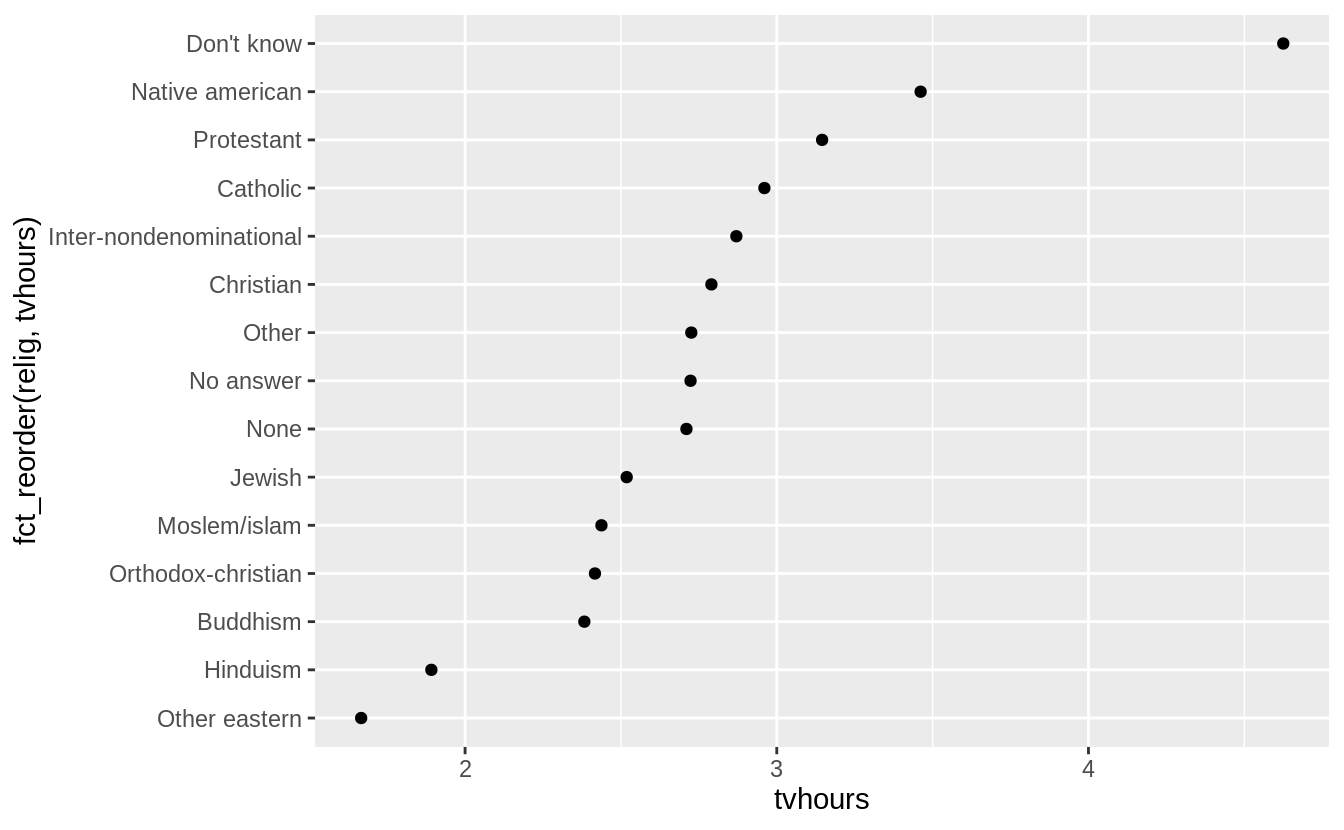 Don't know
Native american
Protestant
Catholic
Inter-nondenominational
Christian
Other
No answer
None
Jewish
Moslem/islam
Orthodox-christian
Buddhism
Hinduism
Other eastern
fct_reorder(relig, tvhours)
2 3 4
tvhours